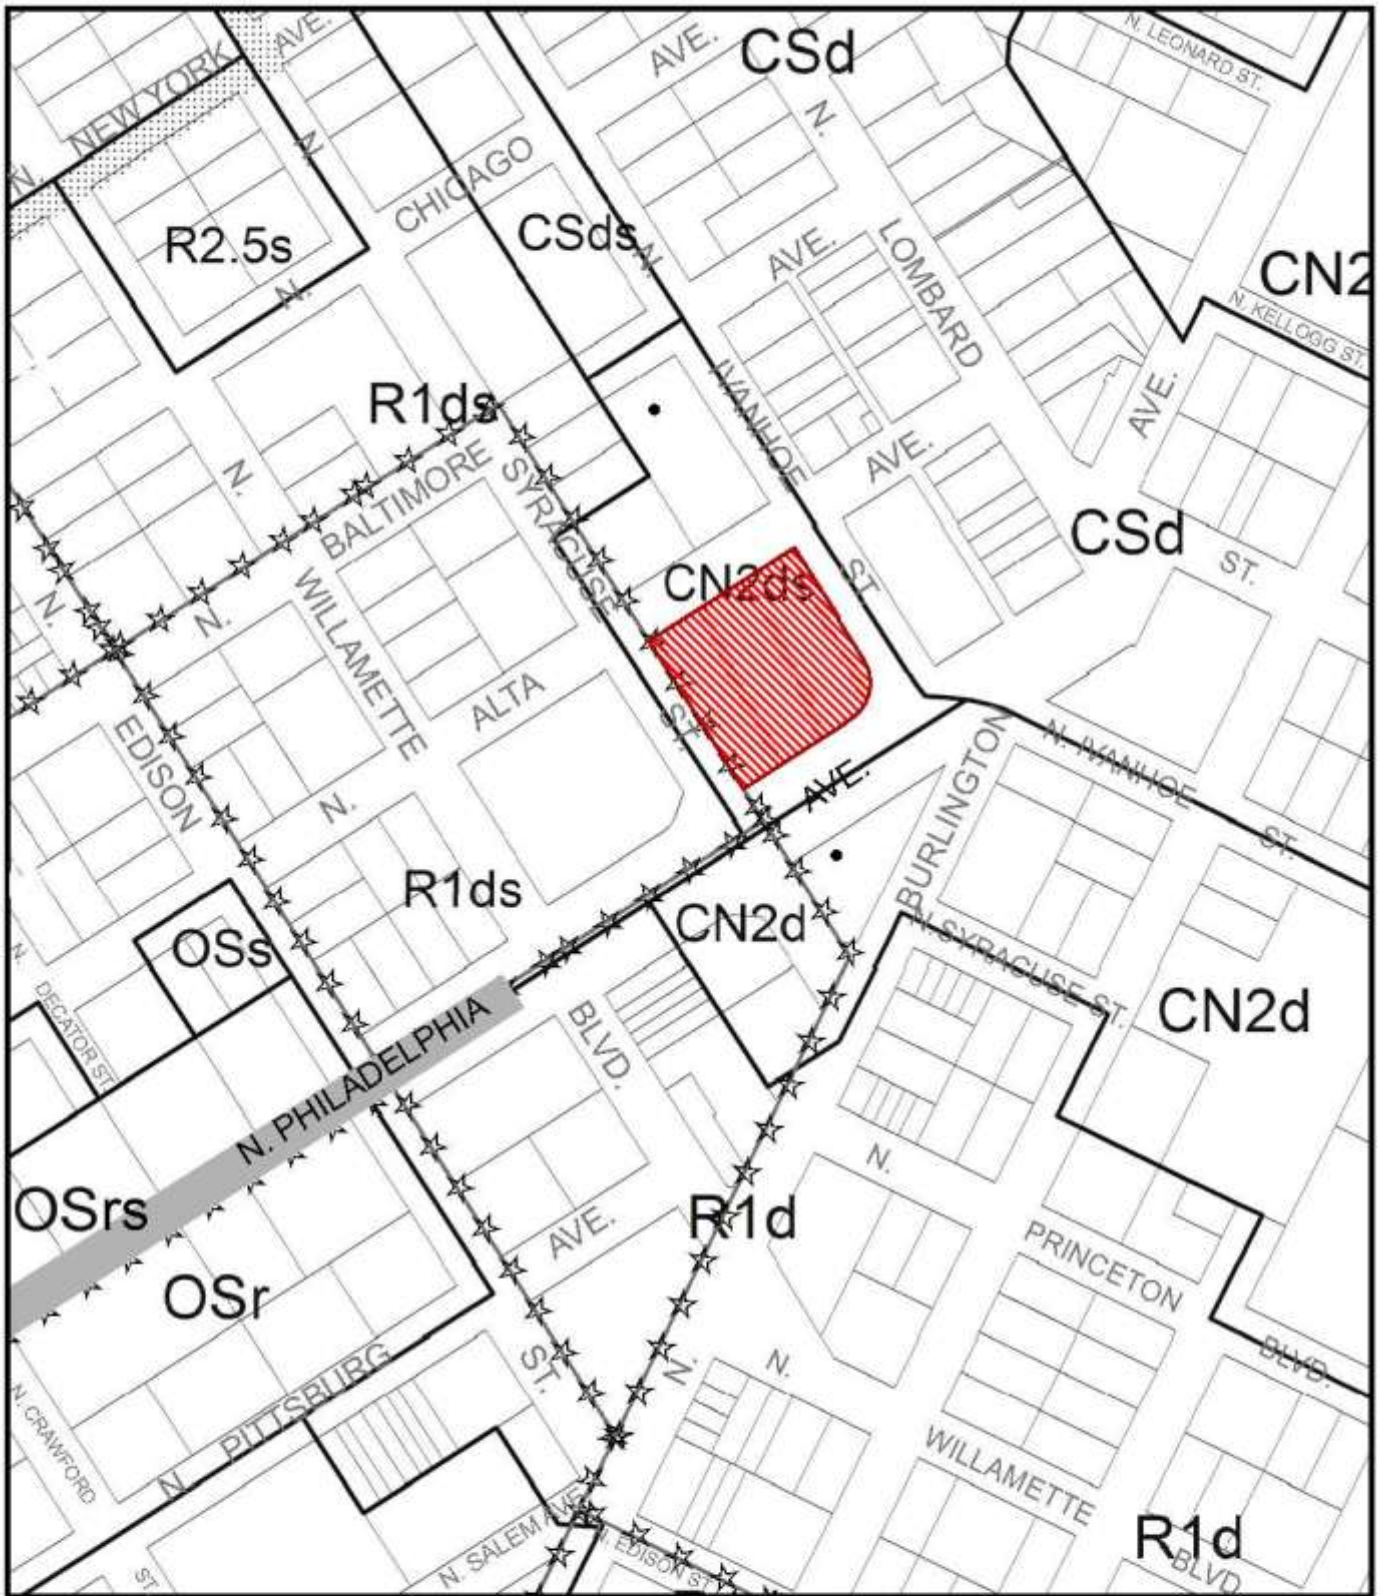 AVE.
AVE.
CSd
N. LEONARD ST.
N. NEW YORK
N.
CHICAGO
N.
R2.5s
CSds
N.
AVE.
LOMBARD
CN2
N. KELLOGG ST.
N.
R1ds
IVANHOE
AVE.
AVE.
N.
BALTIMORE
SYRACUSE
CSd
ST.
N.
N.
WILLAMETTE
CN2ds
ST.
EDISON
ALTA
ST.
N.
AVE.
BURLINGTON
N. IVANHOE
ST.
R1ds
OSs
CN2d
N. SYRACUSE ST.
CN2d
N.
DECATOR ST.
N. PHILADELPHIA
BLVD.
N.
OSrs
OSr
AVE.
R1d
PRINCETON
BLVD.
N. PITTSBURG
ST.
N.
N.
N. CRAWFORD
ST.
N. SALEM AVE.
N. EDISON ST.
WILLAMETTE
R1d
BLVD.